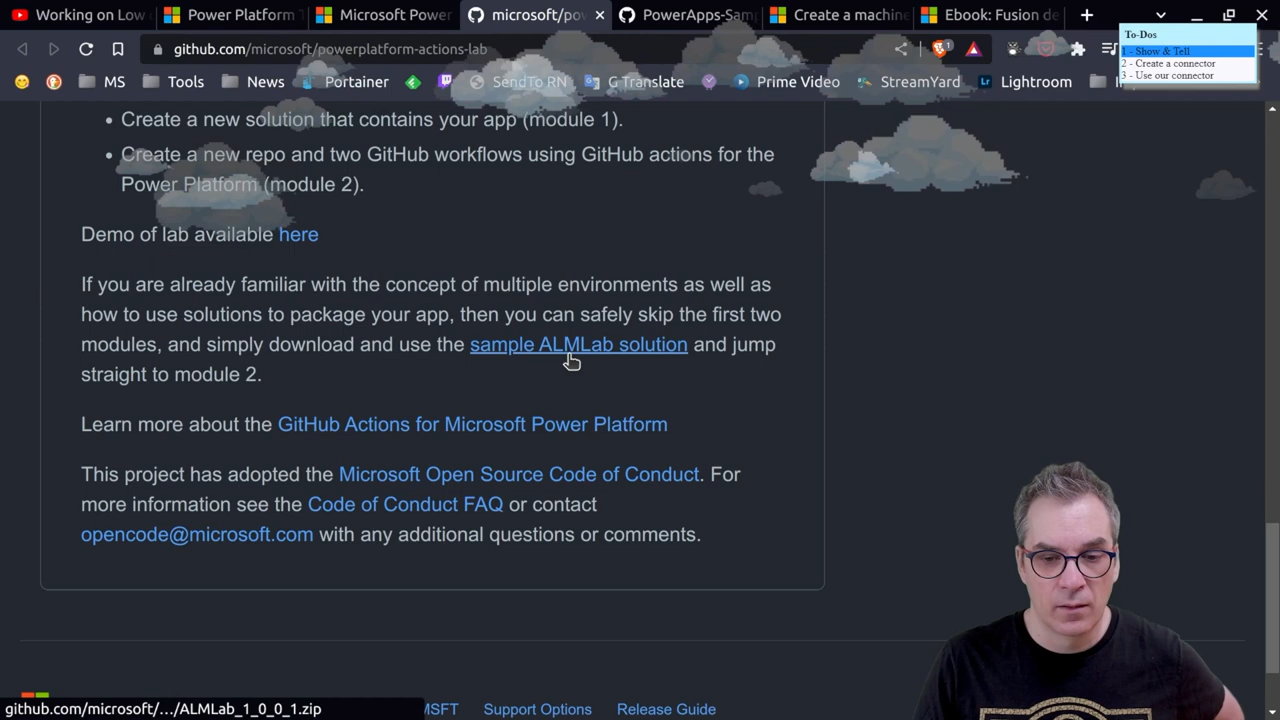 Working on Low
Power Platform T
Microsoft Powe
microsoft/pow
PowerApps-Sam
Create a machin
Ebook: Fusion de
github.com/microsoft/powerplatform-actions-lab
To-Dos
1 - Show & Tell
2 - Create a connector
3 - Use our connector
MS
Tools
News
Portainer
SendTo RN
G Translate
Prime Video
StreamYard
Lightroom
Create a new solution that contains your app (module 1).
Create a new repo and two GitHub workflows using GitHub actions for the
Power Platform (module 2).
Demo of lab available here
If you are already familiar with the concept of multiple environments as well as
how to use solutions to package your app, then you can safely skip the first two
modules, and simply download and use the sample ALMLab solution and jump
straight to module 2.
Learn more about the GitHub Actions for Microsoft Power Platform
This project has adopted the Microsoft Open Source Code of Conduct. For
more information see the Code of Conduct FAQ or contact
opencode@microsoft.com with any additional questions or comments.
github.com/microsoft/…/ALMLab_1_0_0_1.zip
MSFT
Support Options
Release Guide